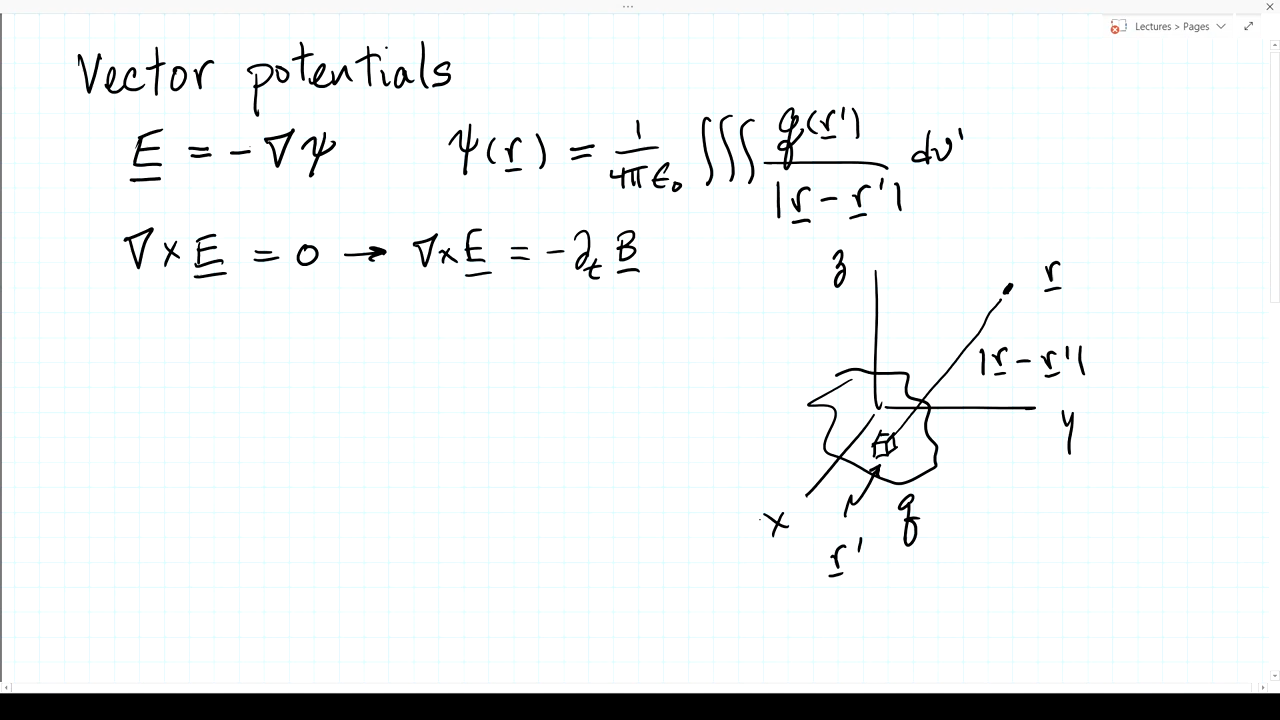 Lectures > Pages
Vector potentials
E = -∇ψ    ψ(r) = 1/(4πε₀) ∭ q(r')/|r - r'| dv'
∇×E = 0 → ∇×E = -∂ₜ B
z
r
|r - r'|
y
x
q
r'